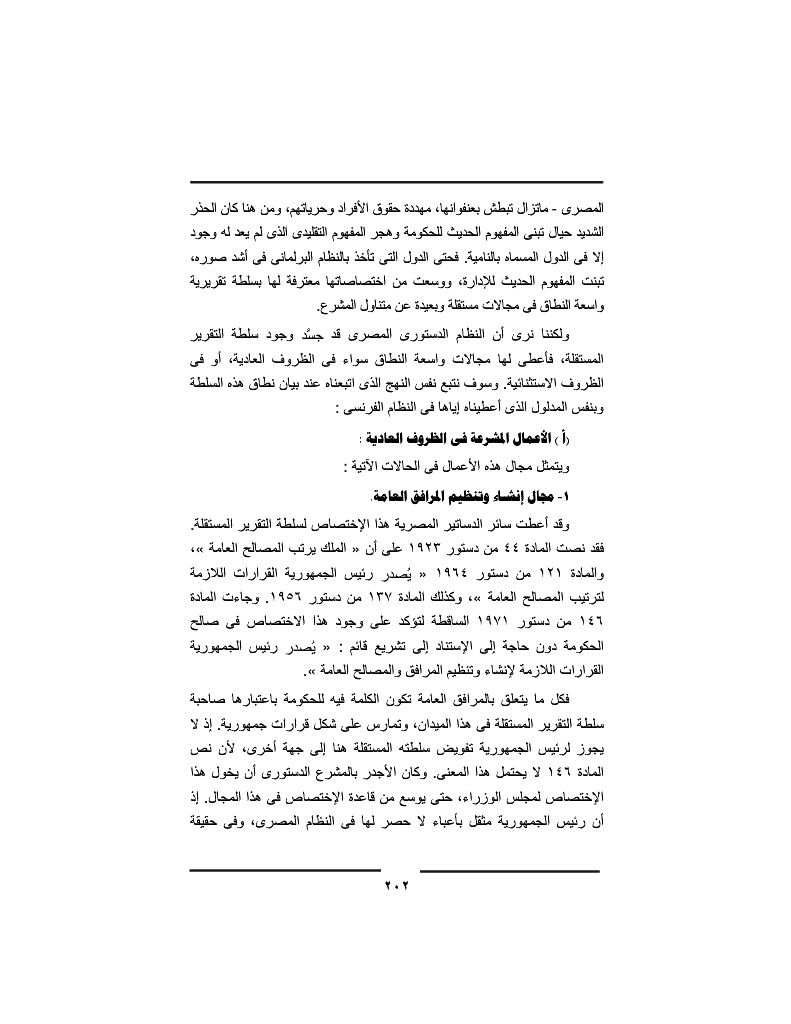 المصرى - ماتزال تبطش بعنفوانها، مهددة حقوق الأفراد وحرياتهم، ومن هنا كان الحذر
الشديد حيال تبنى المفهوم الحديث للحكومة وهجر المفهوم التقليدى الذى لم يعد له وجود
إلا فى الدول المسماه بالنامية. فحتى الدول التى تأخذ بالنظام البرلمانى فى أشد صوره،
تبنت المفهوم الحديث للإدارة، ووسعت من اختصاصاتها معترفة لها بسلطة تقريرية
واسعة النطاق فى مجالات مستقلة وبعيدة عن متناول المشرع.
ولكننا نرى أن النظام الدستورى المصرى قد جسَّد وجود سلطة التقرير
المستقلة، فأعطى لها مجالات واسعة النطاق سواء فى الظروف العادية، أو فى
الظروف الاستثنائية. وسوف نتبع نفس النهج الذى اتبعناه عند بيان نطاق هذه السلطة
وبنفس المدلول الذى أعطيناه إياها فى النظام الفرنسى :
(أ) الأعمال المشرعة فى الظروف العادية :
ويتمثل مجال هذه الأعمال فى الحالات الآتية :
١- مجال إنشاء وتنظيم المرافق العامة.
وقد أعطت سائر الدساتير المصرية هذا الإختصاص لسلطة التقرير المستقلة.
فقد نصت المادة ٤٤ من دستور ١٩٢٣ على أن « الملك يرتب المصالح العامة »،
والمادة ١٢١ من دستور ١٩٦٤ « يُصدر رئيس الجمهورية القرارات اللازمة
لترتيب المصالح العامة »، وكذلك المادة ١٣٧ من دستور ١٩٥٦. وجاءت المادة
١٤٦ من دستور ١٩٧١ الساقطة لتؤكد على وجود هذا الاختصاص فى صالح
الحكومة دون حاجة إلى الإستناد إلى تشريع قائم : « يُصدر رئيس الجمهورية
القرارات اللازمة لإنشاء وتنظيم المرافق والمصالح العامة ».
فكل ما يتعلق بالمرافق العامة تكون الكلمة فيه للحكومة باعتبارها صاحبة
سلطة التقرير المستقلة فى هذا الميدان، وتمارس على شكل قرارات جمهورية. إذ لا
يجوز لرئيس الجمهورية تفويض سلطته المستقلة هنا إلى جهة أخرى، لأن نص
المادة ١٤٦ لا يحتمل هذا المعنى. وكان الأجدر بالمشرع الدستورى أن يخول هذا
الإختصاص لمجلس الوزراء، حتى يوسع من قاعدة الإختصاص فى هذا المجال. إذ
أن رئيس الجمهورية مثقل بأعباء لا حصر لها فى النظام المصرى، وفى حقيقة
٢٠٢